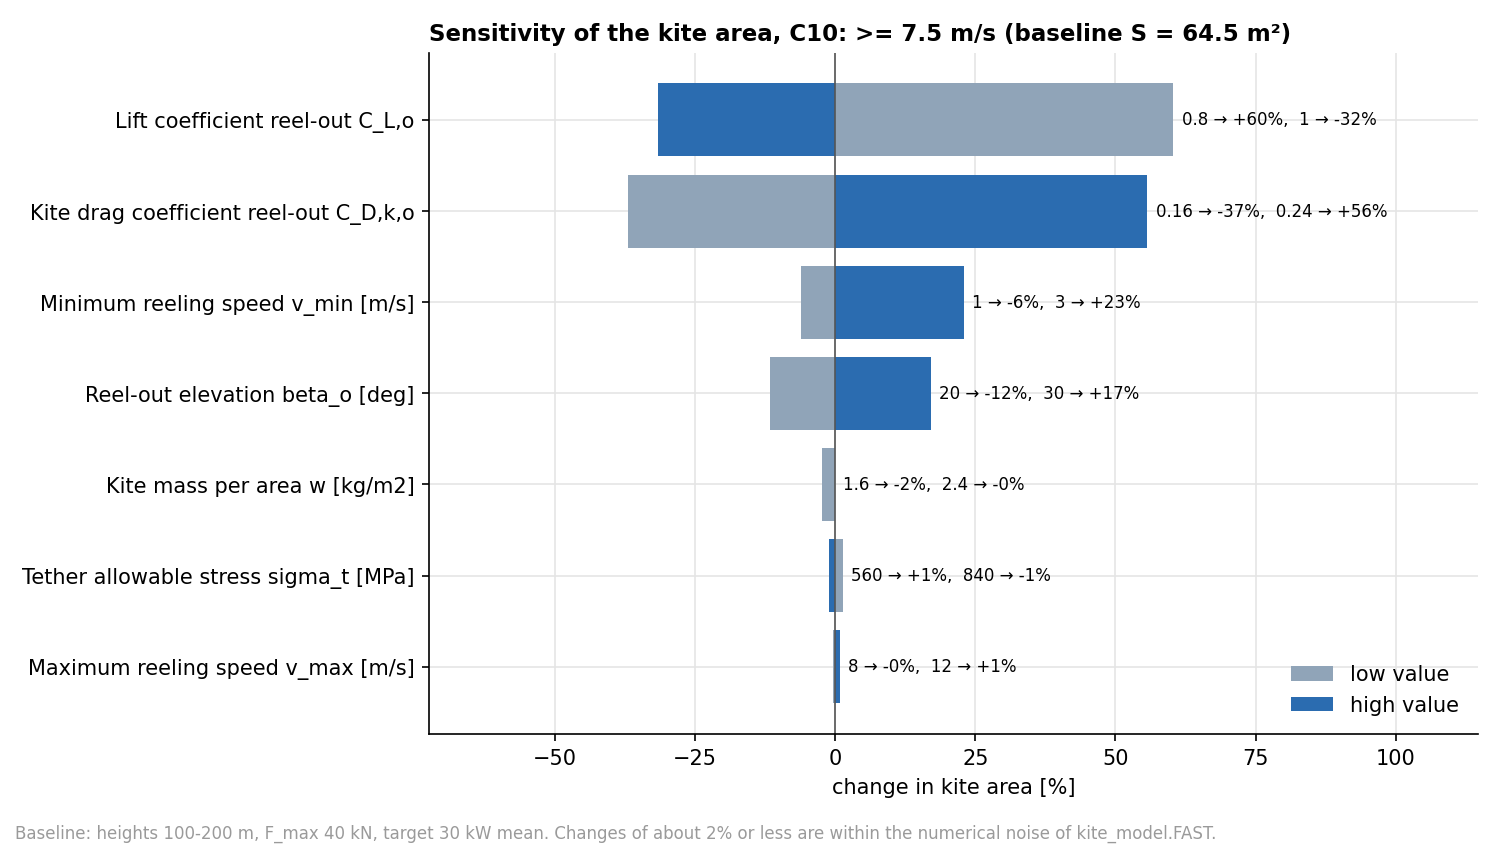 Sensitivity of the kite area, C10: >= 7.5 m/s (baseline S = 64.5 m²)
Lift coefficient reel-out C_L,o
0.8 → +60%,  1 → -32%
Kite drag coefficient reel-out C_D,k,o
0.16 → -37%,  0.24 → +56%
Minimum reeling speed v_min [m/s]
1 → -6%,  3 → +23%
Reel-out elevation beta_o [deg]
20 → -12%,  30 → +17%
Kite mass per area w [kg/m2]
1.6 → -2%,  2.4 → -0%
Tether allowable stress sigma_t [MPa]
560 → +1%,  840 → -1%
Maximum reeling speed v_max [m/s]
8 → -0%,  12 → +1%
low value
high value
−50 −25 0 25 50 75 100
change in kite area [%]
Baseline: heights 100-200 m, F_max 40 kN, target 30 kW mean. Changes of about 2% or less are within the numerical noise of kite_model.FAST.